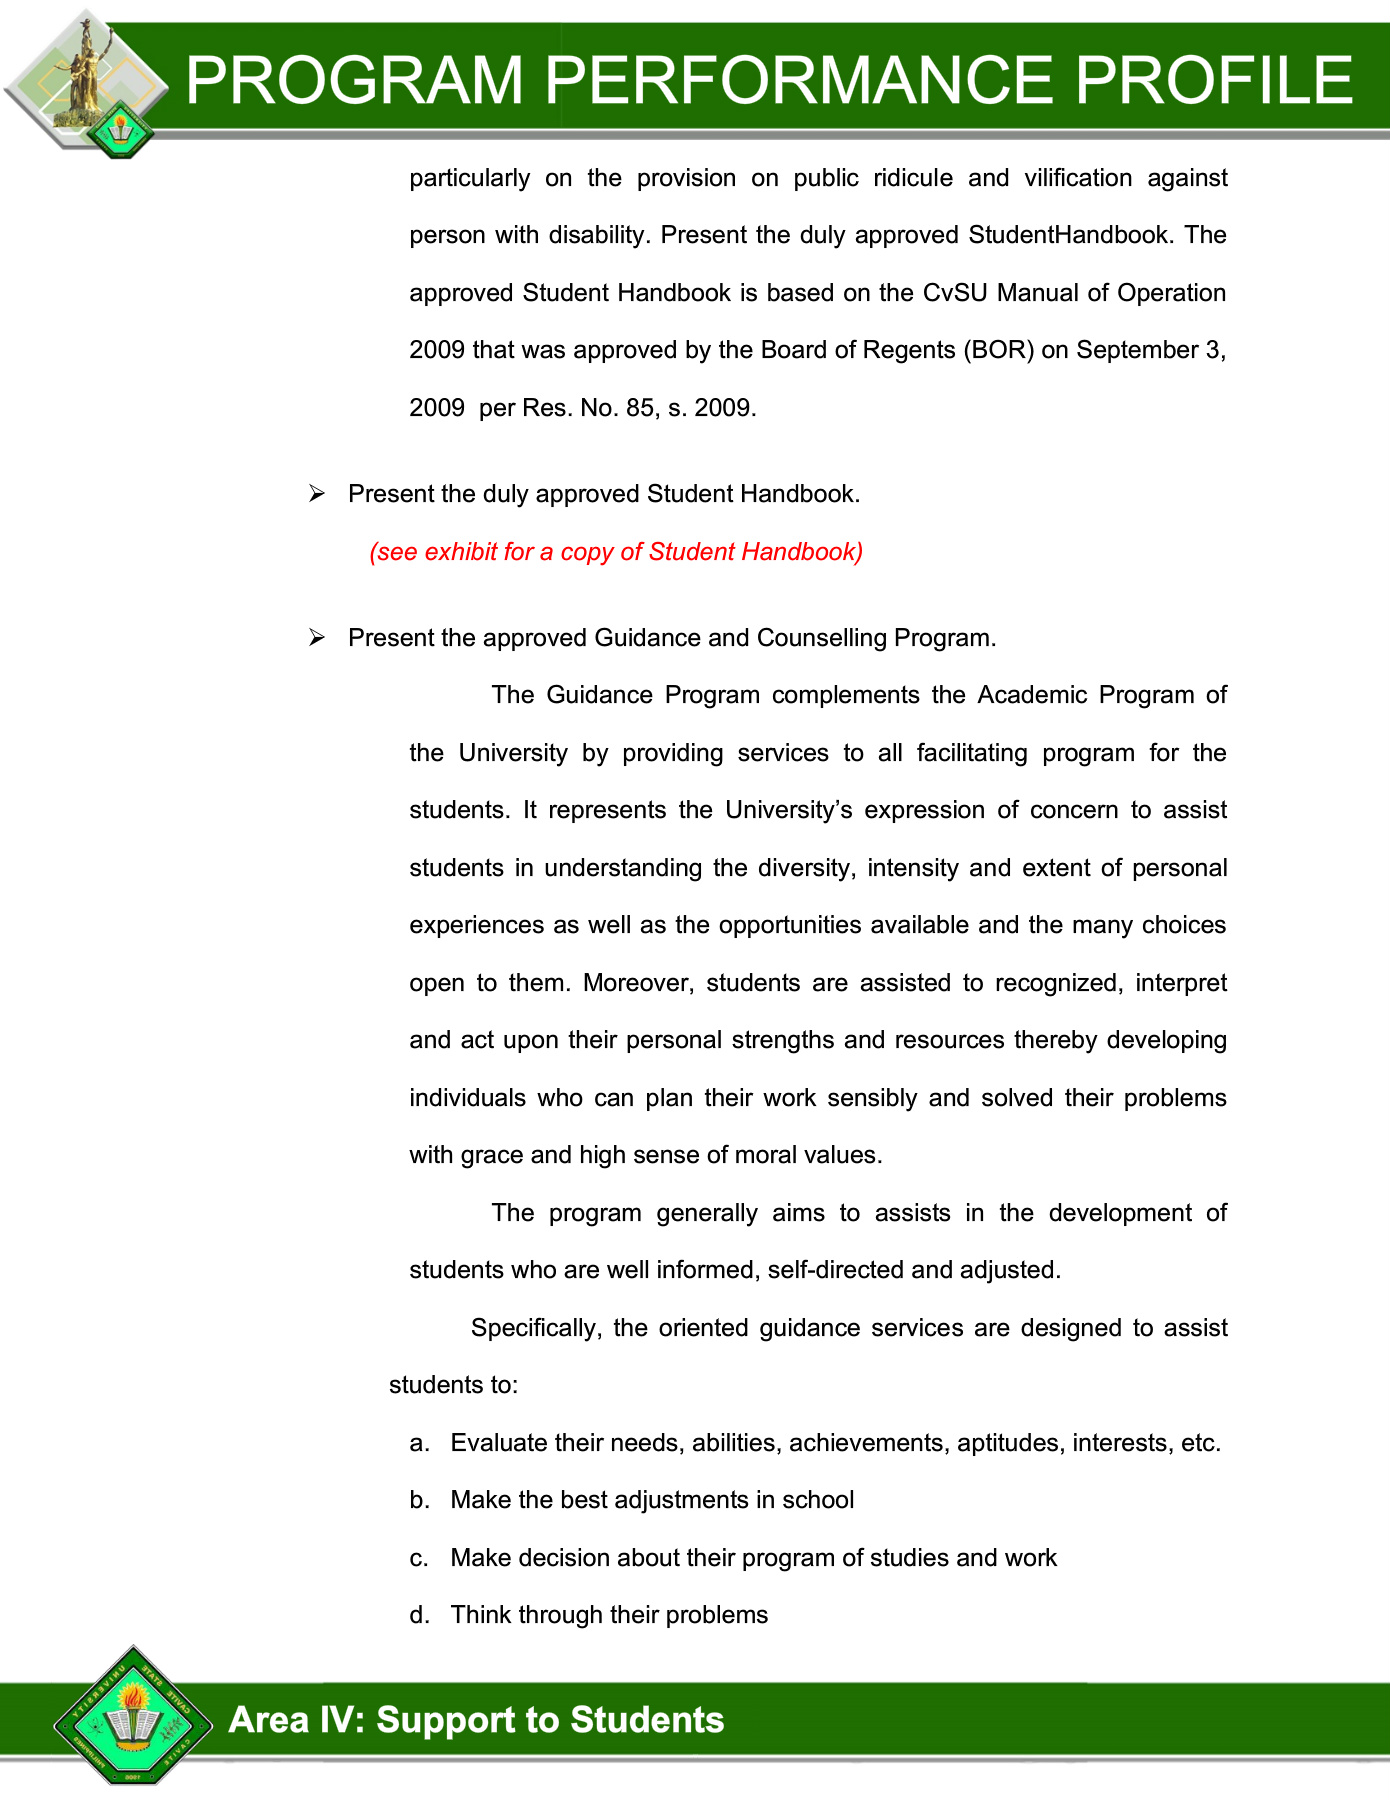 PROGRAM PERFORMANCE PROFILE
particularly on the provision on public ridicule and vilification against
person with disability. Present the duly approved StudentHandbook. The
approved Student Handbook is based on the CvSU Manual of Operation
2009 that was approved by the Board of Regents (BOR) on September 3,
2009  per Res. No. 85, s. 2009.
➢ Present the duly approved Student Handbook.
(see exhibit for a copy of Student Handbook)
➢ Present the approved Guidance and Counselling Program.
The Guidance Program complements the Academic Program of
the University by providing services to all facilitating program for the
students. It represents the University’s expression of concern to assist
students in understanding the diversity, intensity and extent of personal
experiences as well as the opportunities available and the many choices
open to them. Moreover, students are assisted to recognized, interpret
and act upon their personal strengths and resources thereby developing
individuals who can plan their work sensibly and solved their problems
with grace and high sense of moral values.
The program generally aims to assists in the development of
students who are well informed, self-directed and adjusted.
Specifically, the oriented guidance services are designed to assist
students to:
a. Evaluate their needs, abilities, achievements, aptitudes, interests, etc.
b. Make the best adjustments in school
c. Make decision about their program of studies and work
d. Think through their problems
CAVITE STATE UNIVERSITY
CAVITE PHILIPPINES
Area IV: Support to Students